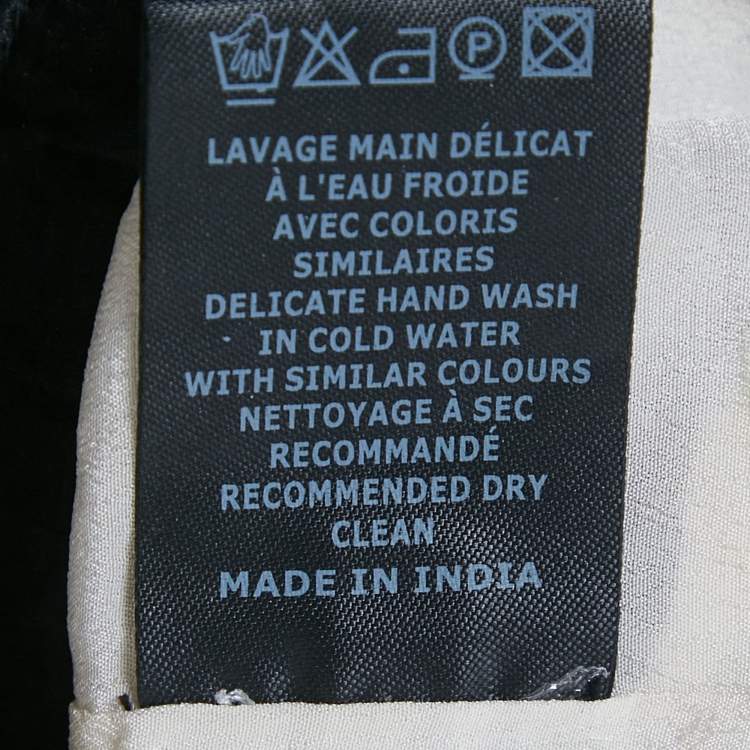 P
LAVAGE MAIN DÉLICAT
À L'EAU FROIDE
AVEC COLORIS
SIMILAIRES
DELICATE HAND WASH
IN COLD WATER
WITH SIMILAR COLOURS
NETTOYAGE À SEC
RECOMMANDÉ
RECOMMENDED DRY
CLEAN
MADE IN INDIA